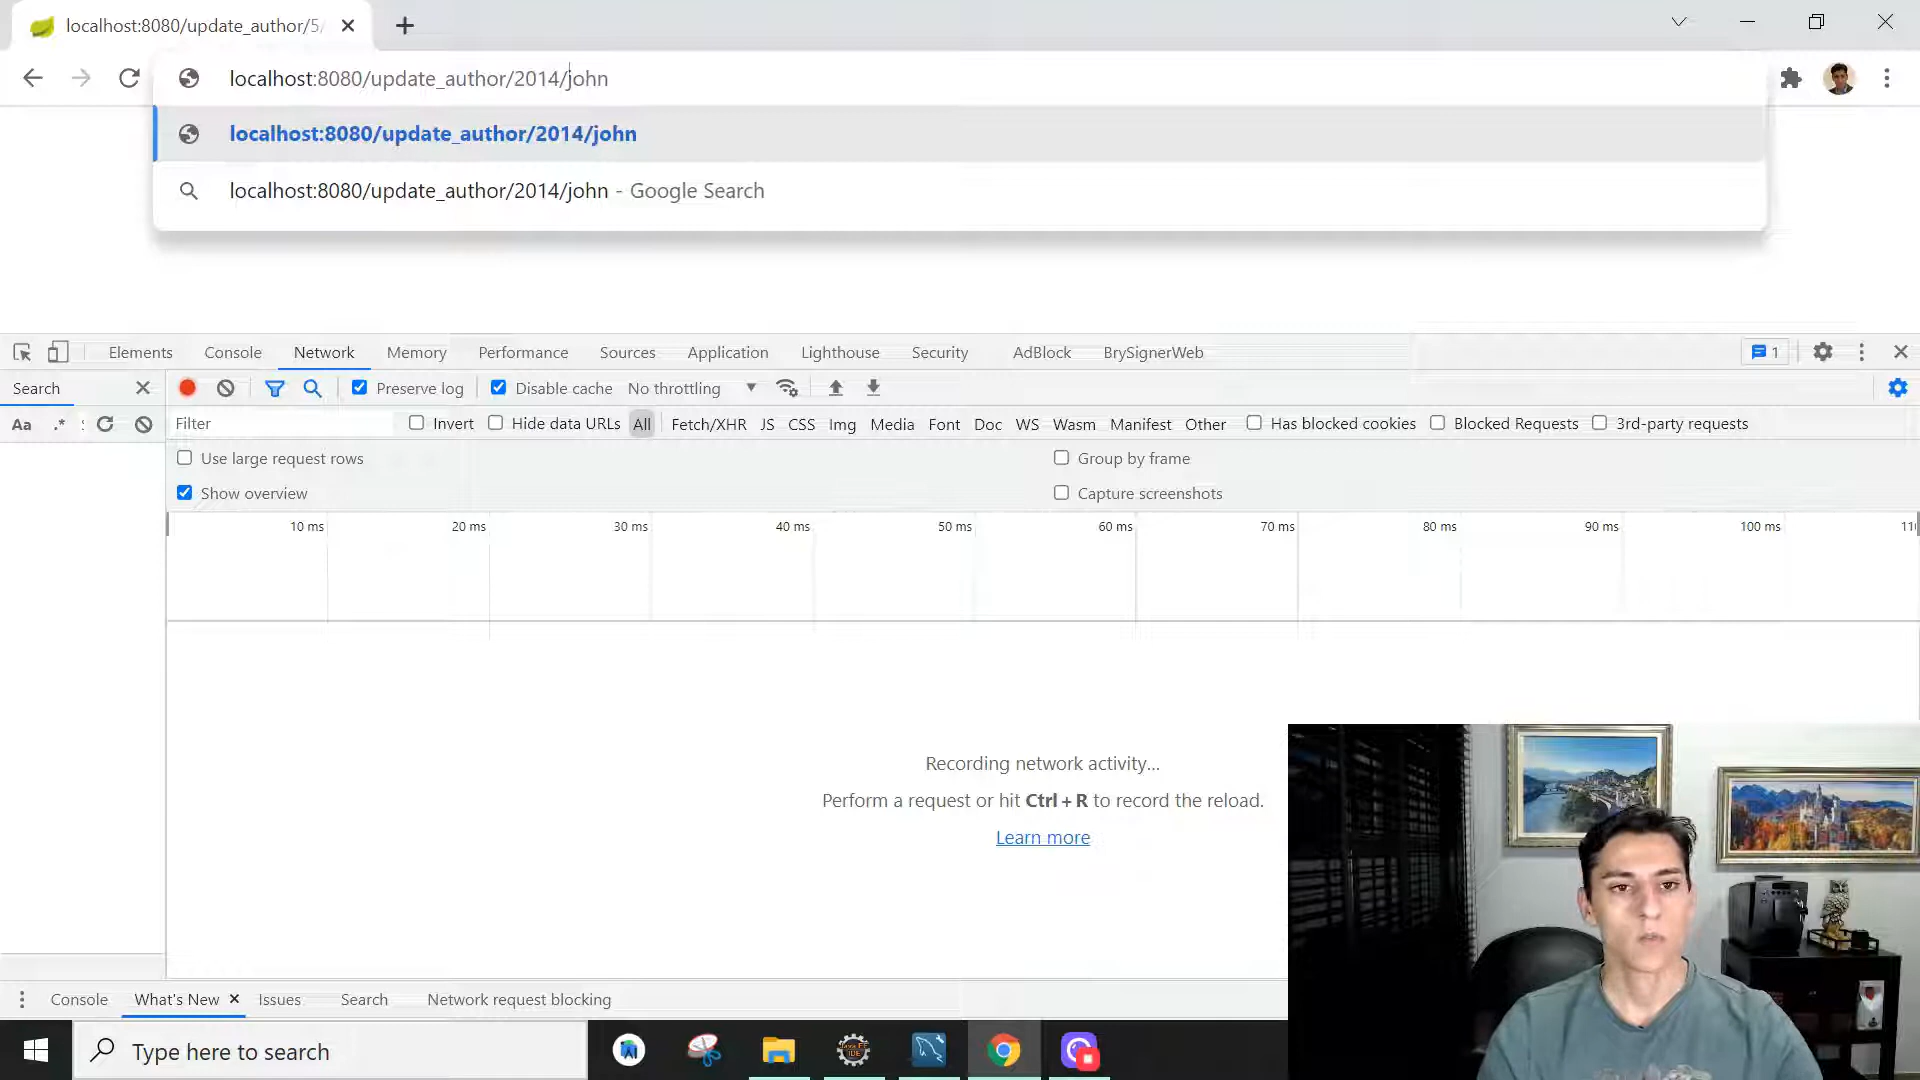 localhost:8080/update_author/5/
localhost:8080/update_author/2014/john
localhost:8080/update_author/2014/john
localhost:8080/update_author/2014/john - Google Search
Elements Console Network Memory Performance Sources Application Lighthouse Security AdBlock BrySignerWeb 1
Search Preserve log Disable cache No throttling
Aa .* Filter Invert Hide data URLs All Fetch/XHR JS CSS Img Media Font Doc WS Wasm Manifest Other Has blocked cookies Blocked Requests 3rd-party requests
Use large request rows Group by frame
Show overview Capture screenshots
10 ms 20 ms 30 ms 40 ms 50 ms 60 ms 70 ms 80 ms 90 ms 100 ms
Recording network activity...
Perform a request or hit Ctrl + R to record the reload.
Learn more
Console What's New Issues Search Network request blocking
Type here to search